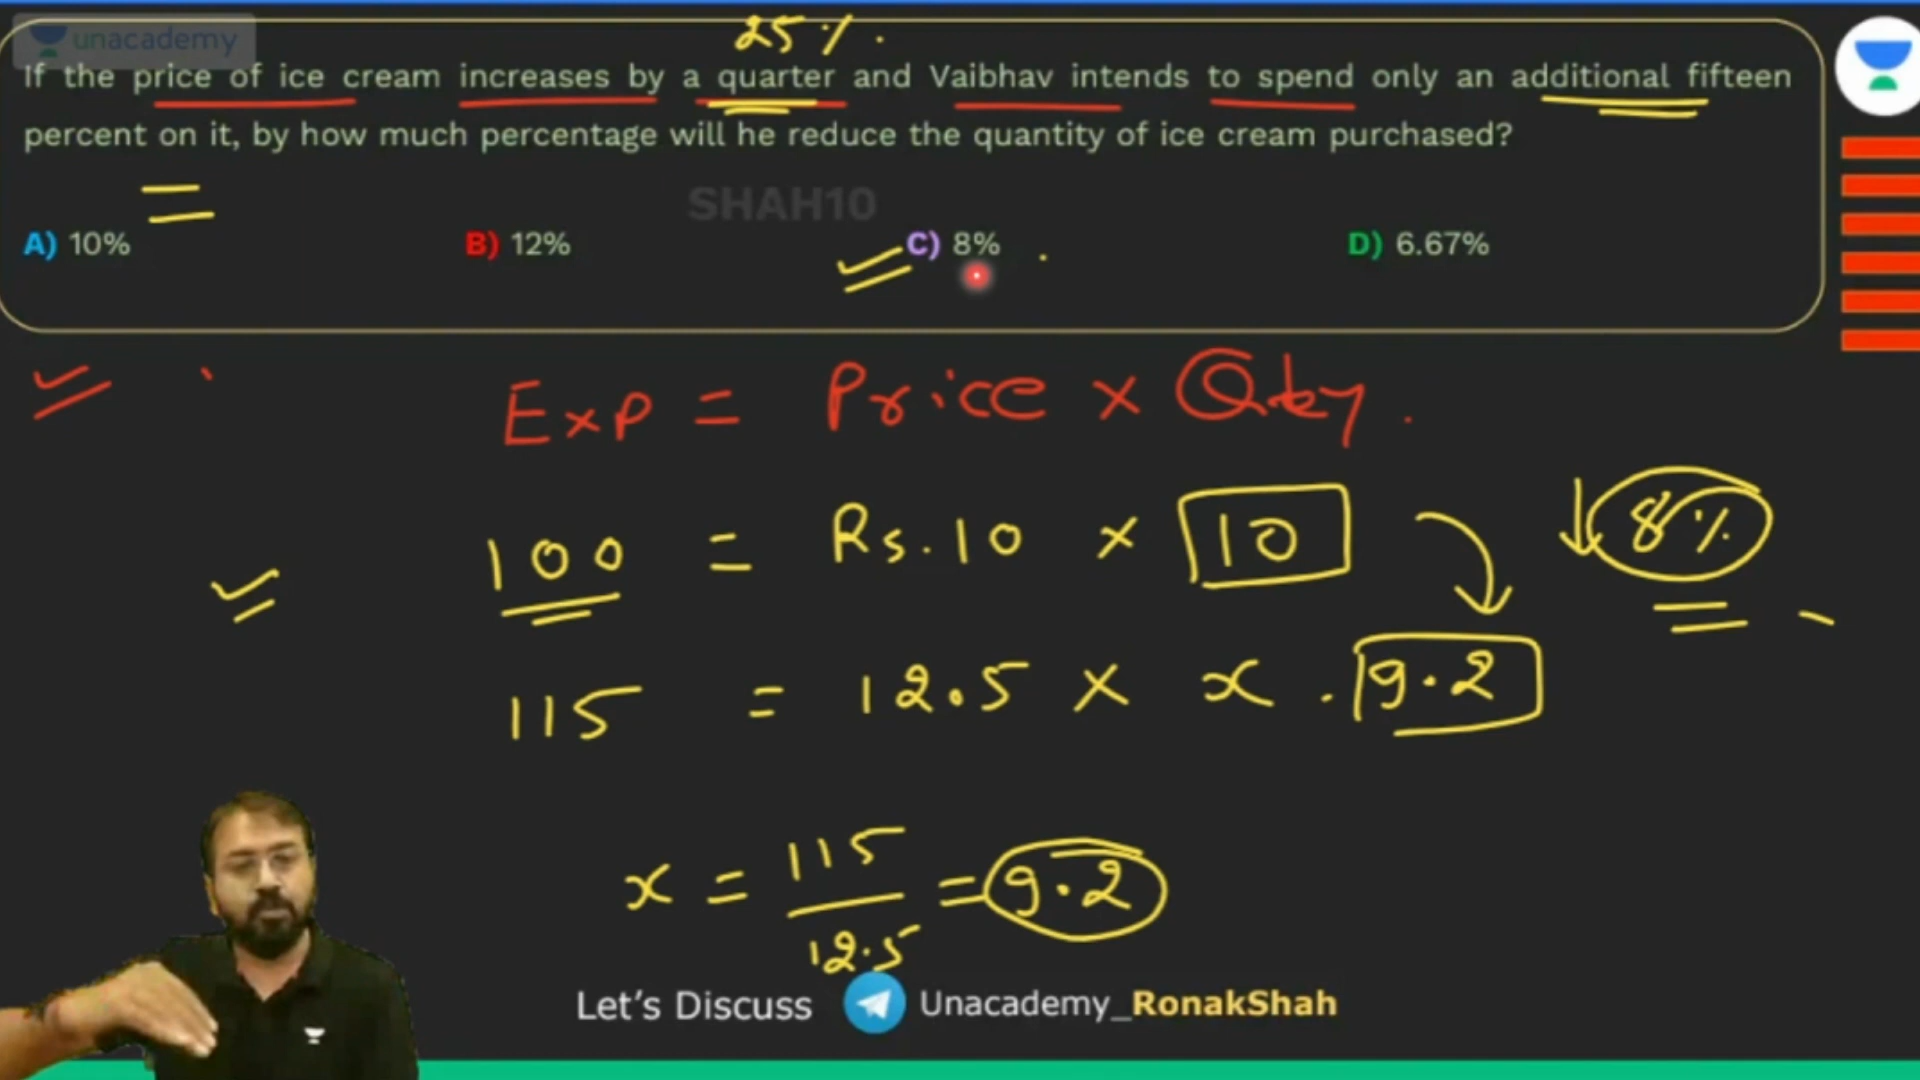 unacademy
25%.
If the price of ice cream increases by a quarter and Vaibhav intends to spend only an additional fifteen
percent on it, by how much percentage will he reduce the quantity of ice cream purchased?
SHAH10
A) 10% B) 12% C) 8% D) 6.67%
Exp = Price × Qty.
100 = Rs.10 × 10 ↓ 8%
115 = 12.5 × x . 9.2
x = 115/12.5 = 9.2
Let's Discuss Unacademy_RonakShah